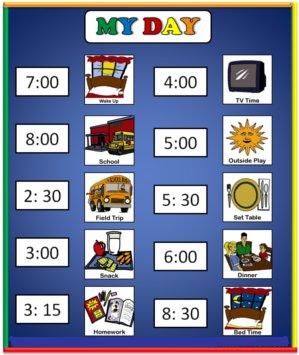 MY DAY
7:00
Wake Up
4:00
TV Time
8:00
School
5:00
Outside Play
2: 30
Field Trip
5: 30
Set Table
3:00
Snack
6:00
Dinner
3: 15
Homework
8: 30
Bed Time